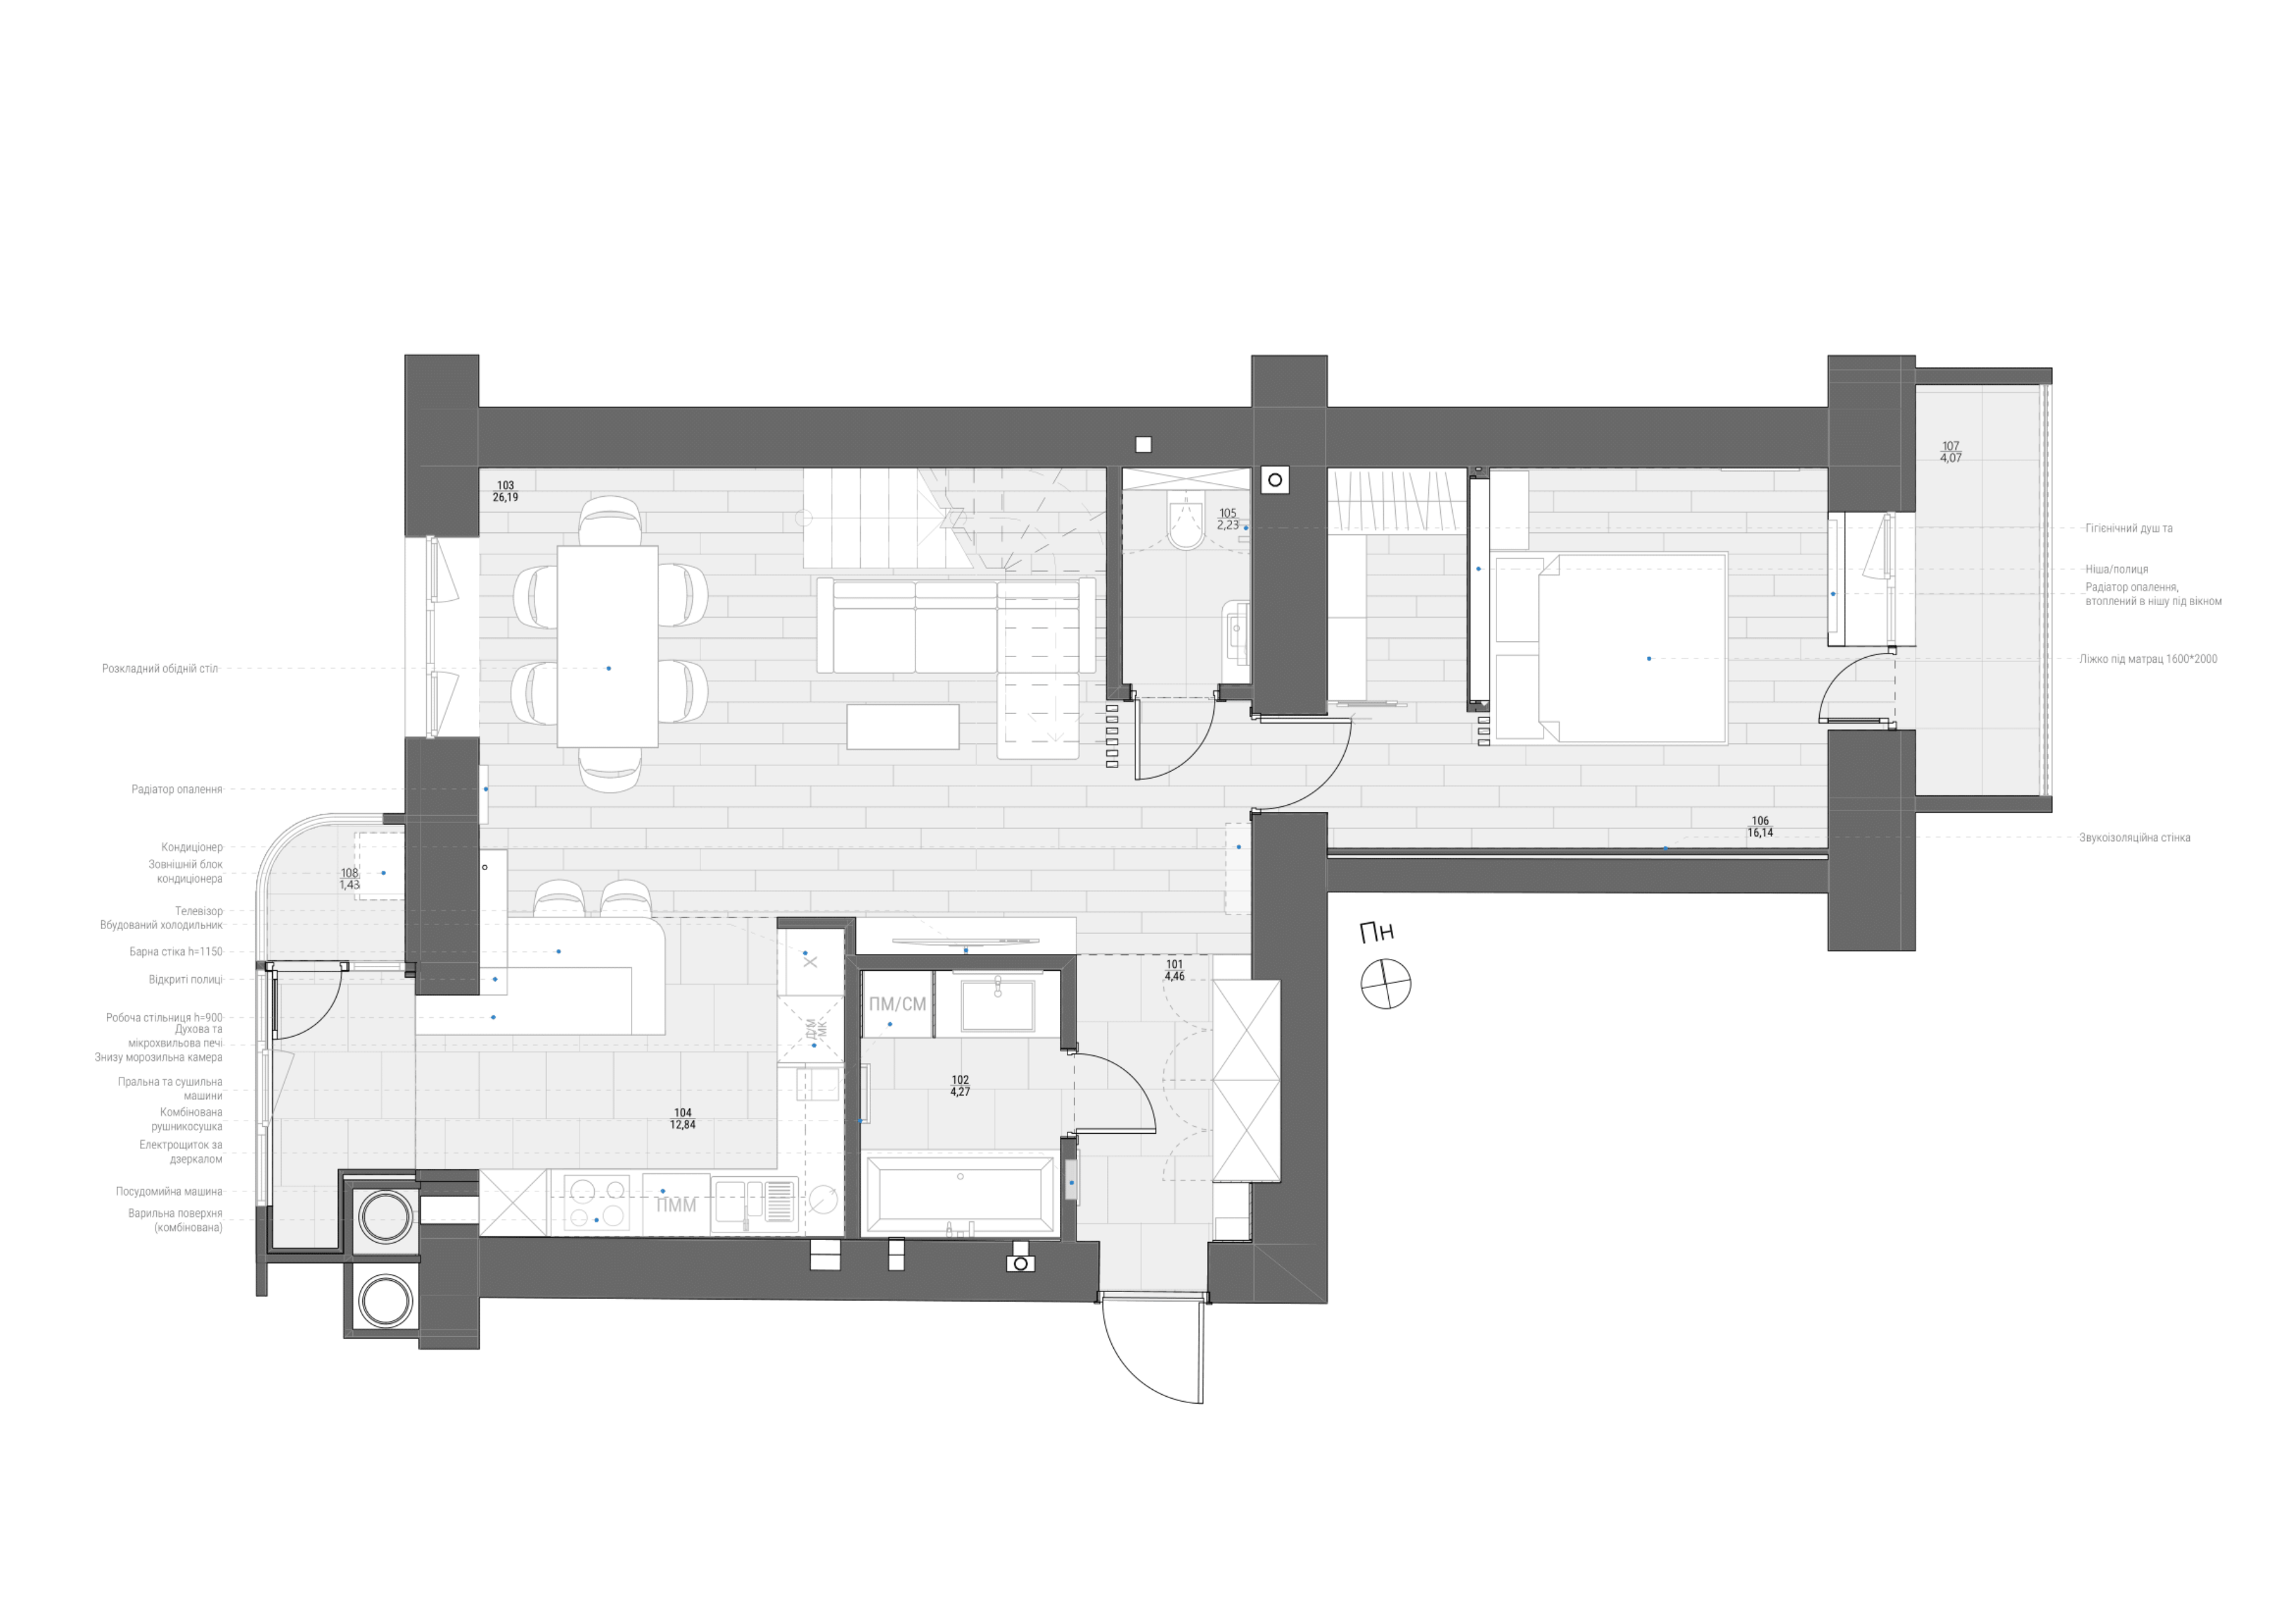 103
26,19
105
2,23
107
4,07
Гігієнічний душ та
Ніша/полиця
Радіатор опалення,
втоплений в нішу під вікном
Розкладний обідній стіл
Ліжко під матрац 1600*2000
Радіатор опалення
106
16,14
Звукоізоляційна стінка
Кондиціонер
Зовнішній блок
кондиціонера
108
1,43
Телевізор
Вбудований холодильник
Барна стіка h=1150
Відкриті полиці
Робоча стільниця h=900
Духова та
мікрохвильова печі
Знизу морозильна камера
Пральна та сушильна
машини
Комбінована
рушникосушка
Електрощиток за
дзеркалом
Посудомийна машина
Варильна поверхня
(комбінована)
Пн
101
4,46
Х
ПМ/СМ
Д/М
МК
102
4,27
104
12,84
ПММ